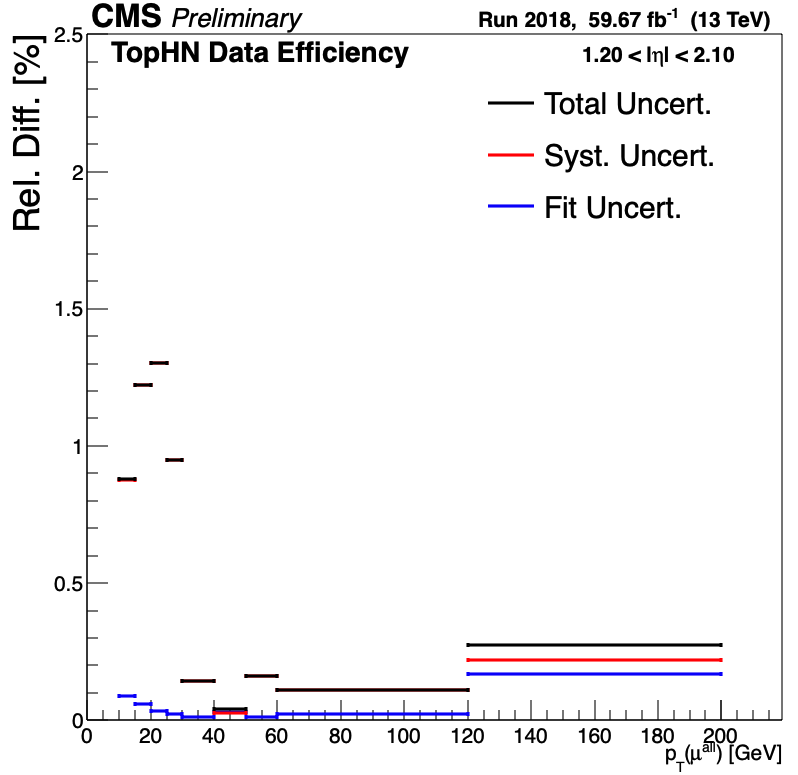 CMS Preliminary
Run 2018, 59.67 fb⁻¹ (13 TeV)
TopHN Data Efficiency
1.20 < |η| < 2.10
Total Uncert.
Syst. Uncert.
Fit Uncert.
Rel. Diff. [%]
2.5
2
1.5
1
0.5
0
0 20 40 60 80 100 120 140 160 180 200
p_T(μ^all) [GeV]